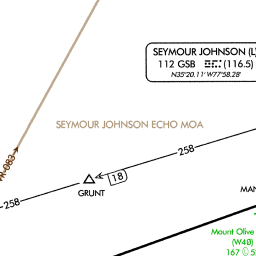 SEYMOUR JOHNSON (L)
112 GSB (116.5)
N35°20.11' W77°58.28'
SEYMOUR JOHNSON ECHO MOA
258
083
18
GRUNT
258
MAN
Mount Olive
(W40)
167